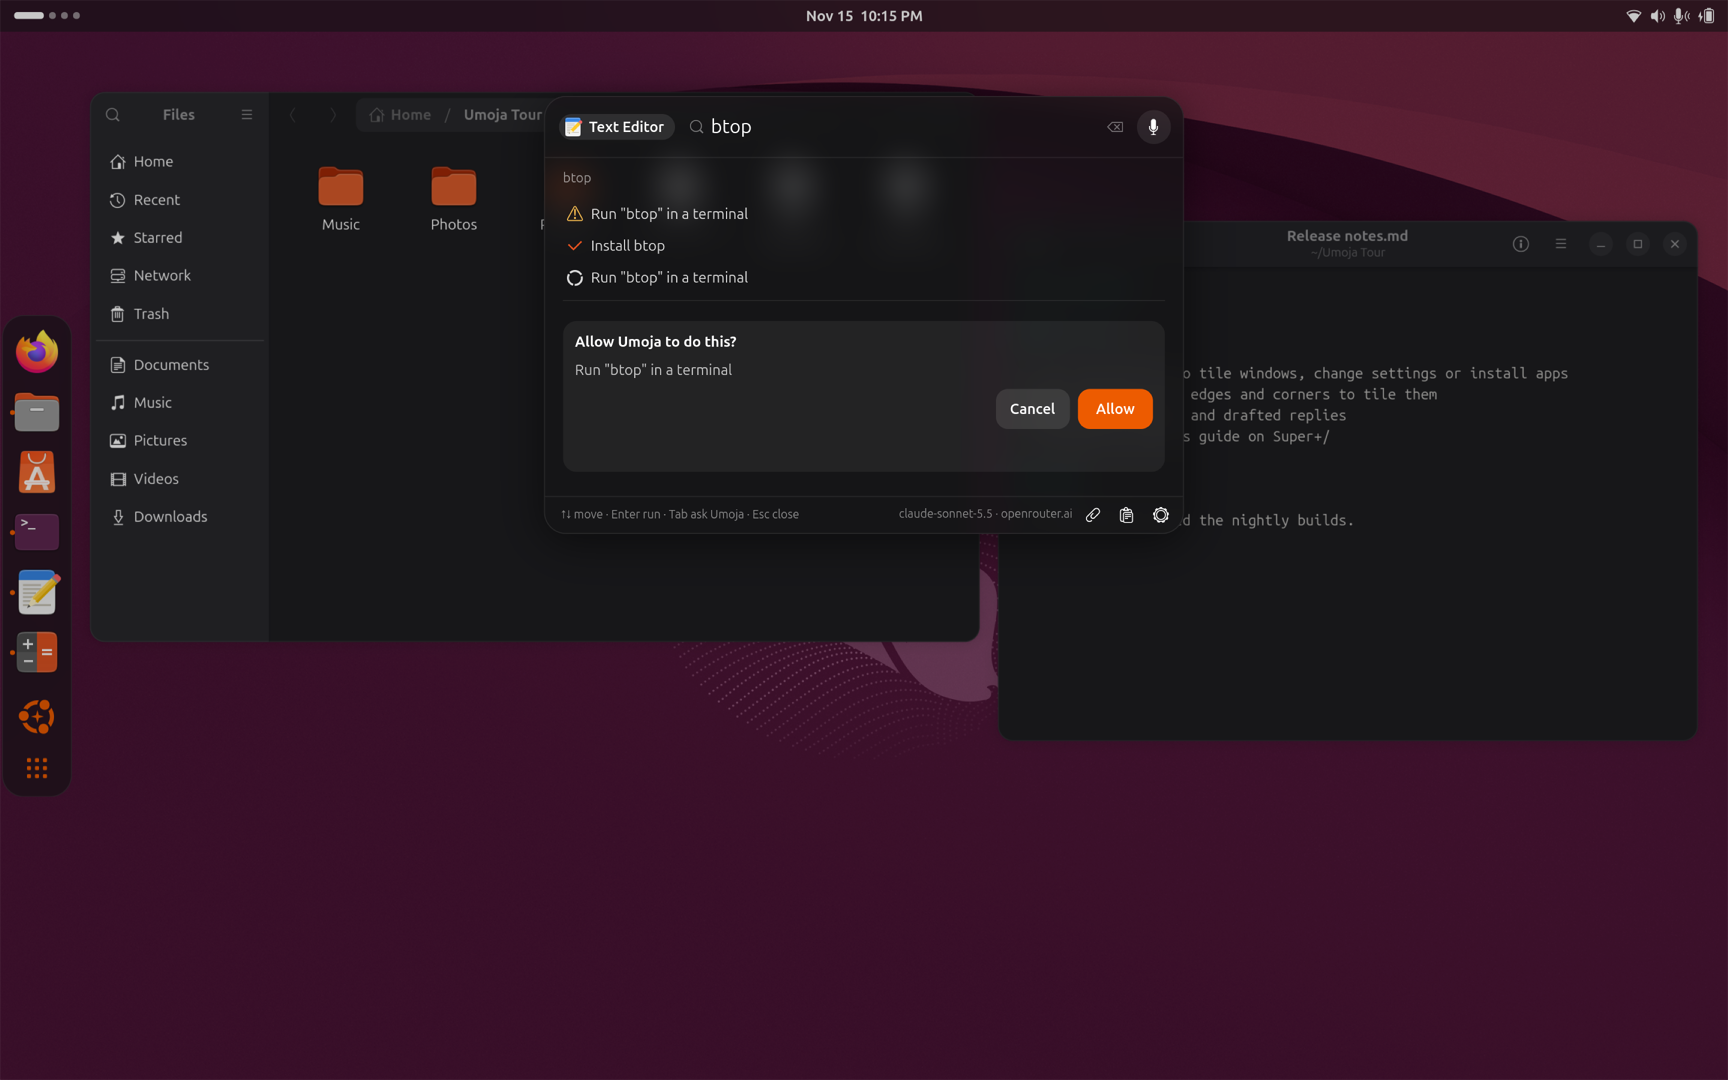 Nov 15 10:15 PM
Files
Home / Umoja Tour
Home
Recent
Starred
Network
Trash
Documents
Music
Pictures
Videos
Downloads
Music
Photos
Text Editor
btop
btop
Run "btop" in a terminal
Install btop
Run "btop" in a terminal
Allow Umoja to do this?
Run "btop" in a terminal
Cancel
Allow
↑↓ move · Enter run · Tab ask Umoja · Esc close
claude-sonnet-5.5 · openrouter.ai
Release notes.md
~/Umoja Tour
tile windows, change settings or install apps
edges and corners to tile them
and drafted replies
guide on Super+/
the nightly builds.